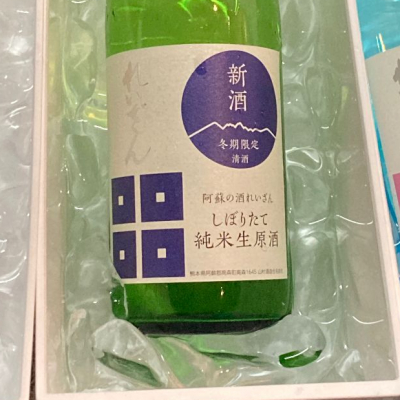 れいざん
新酒
冬期限定
清酒
阿蘇の酒れいざん
しぼりたて
純米生原酒